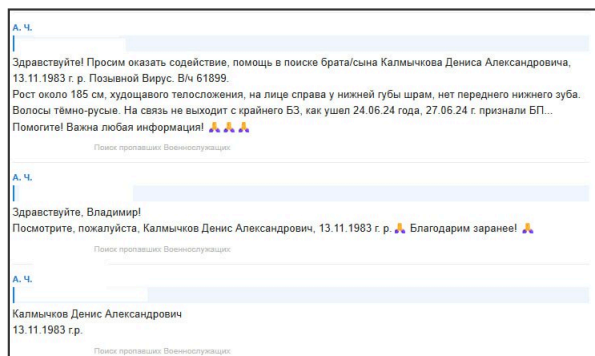 А. Ч.
Здравствуйте! Просим оказать содействие, помощь в поиске брата/сына Калмычкова Дениса Александровича,
13.11.1983 г. р. Позывной Вирус. В/ч 61899.
Рост около 185 см, худощавого телосложения, на лице справа у нижней губы шрам, нет переднего нижнего зуба.
Волосы тёмно-русые. На связь не выходит с крайнего БЗ, как ушел 24.06.24 года, 27.06.24 г. признали БП...
Помогите! Важна любая информация! 🙏🙏🙏
Поиск пропавших Военнослужащих
А. Ч.
Здравствуйте, Владимир!
Посмотрите, пожалуйста, Калмычков Денис Александрович, 13.11.1983 г. р.🙏 Благодарим заранее! 🙏
Поиск пропавших Военнослужащих
А. Ч.
Калмычков Денис Александрович
13.11.1983 г.р.
Поиск пропавших Военнослужащих